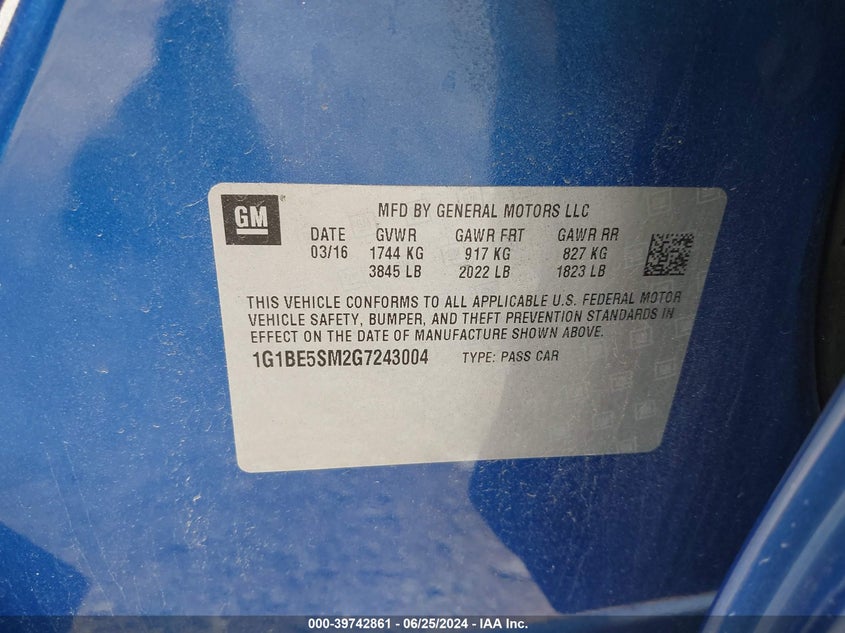 GM
MFD BY GENERAL MOTORS LLC
DATE GVWR GAWR FRT GAWR RR
03/16 1744 KG 917 KG 827 KG
3845 LB 2022 LB 1823 LB
THIS VEHICLE CONFORMS TO ALL APPLICABLE U.S. FEDERAL MOTOR
VEHICLE SAFETY, BUMPER, AND THEFT PREVENTION STANDARDS IN
EFFECT ON THE DATE OF MANUFACTURE SHOWN ABOVE.
1G1BE5SM2G7243004 TYPE: PASS CAR
000-39742861 - 06/25/2024 - IAA Inc.